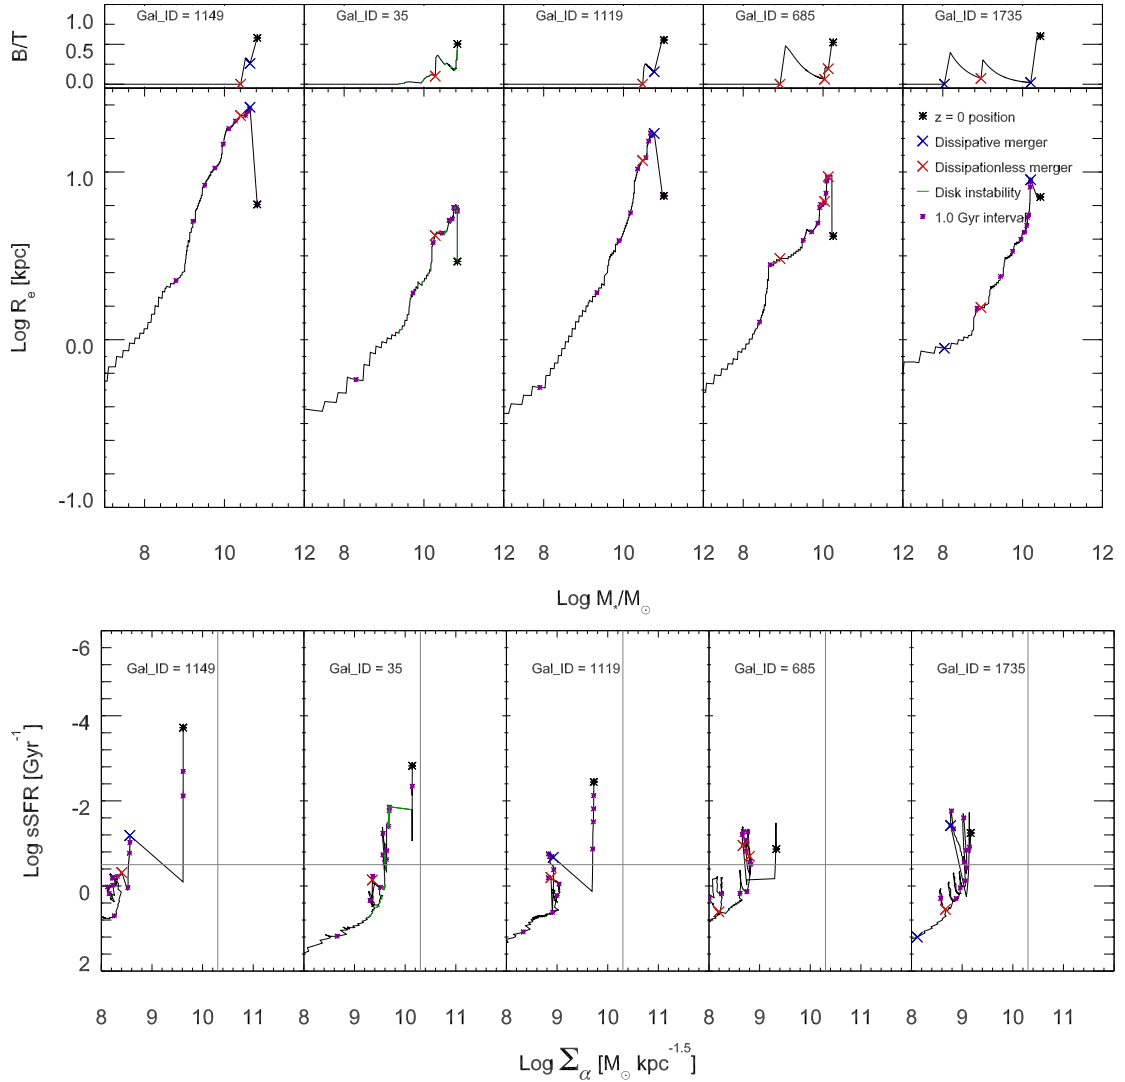 B/T
1.0
0.5
0.0
Gal_ID = 1149
Gal_ID = 35
Gal_ID = 1119
Gal_ID = 685
Gal_ID = 1735
Log R_e [kpc]
1.0
0.0
-1.0
z = 0 position
Dissipative merger
Dissipationless merger
Disk instability
1.0 Gyr interval
8 10 12 8 10 12 8 10 12 8 10 12 8 10 12
Log M_*/M_⊙
Log sSFR [Gyr^-1]
-6
-4
-2
0
2
Gal_ID = 1149
Gal_ID = 35
Gal_ID = 1119
Gal_ID = 685
Gal_ID = 1735
8 9 10 11 8 9 10 11 8 9 10 11 8 9 10 11 8 9 10 11
Log Σ_α [M_⊙ kpc^-1.5]